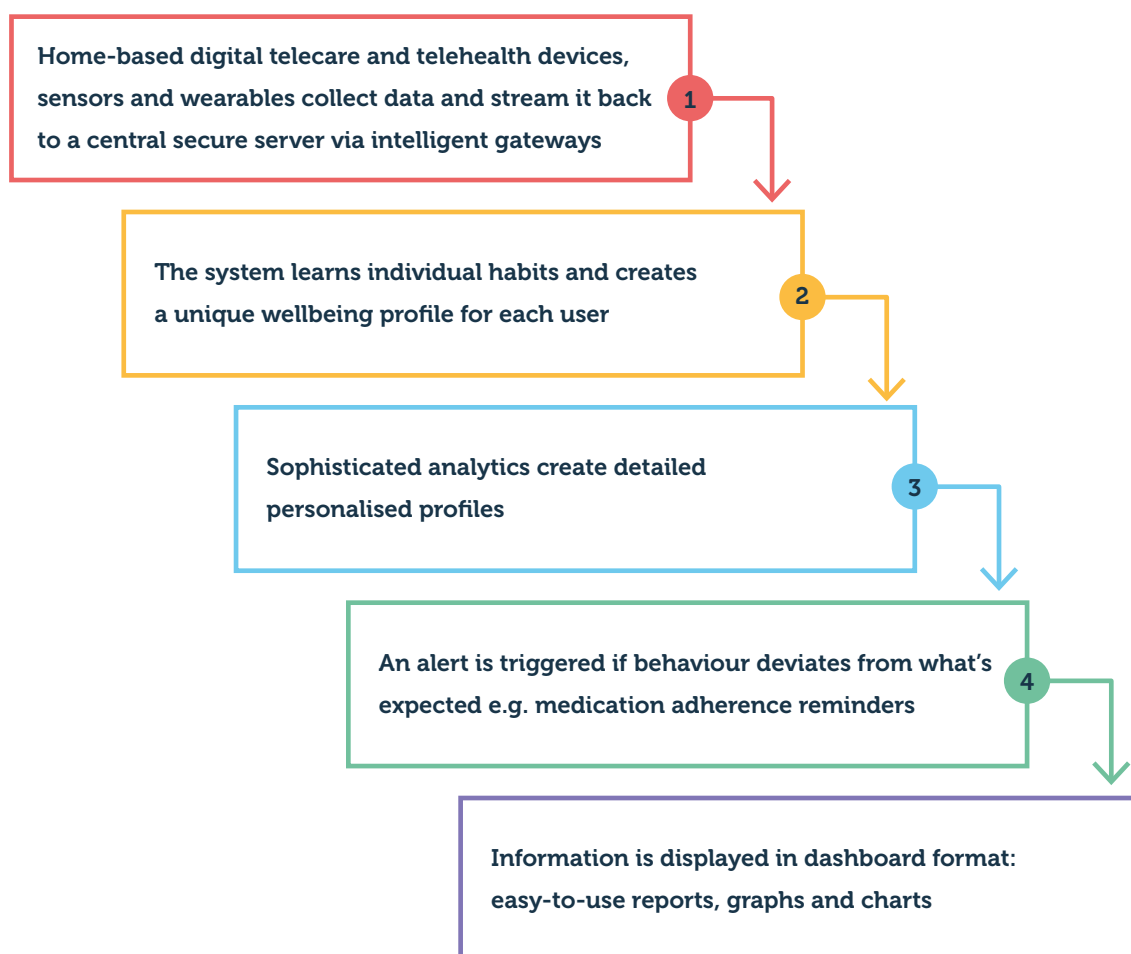 Home-based digital telecare and telehealth devices,
sensors and wearables collect data and stream it back
to a central secure server via intelligent gateways
1
The system learns individual habits and creates
a unique wellbeing profile for each user
2
Sophisticated analytics create detailed
personalised profiles
3
An alert is triggered if behaviour deviates from what's
expected e.g. medication adherence reminders
4
Information is displayed in dashboard format:
easy-to-use reports, graphs and charts